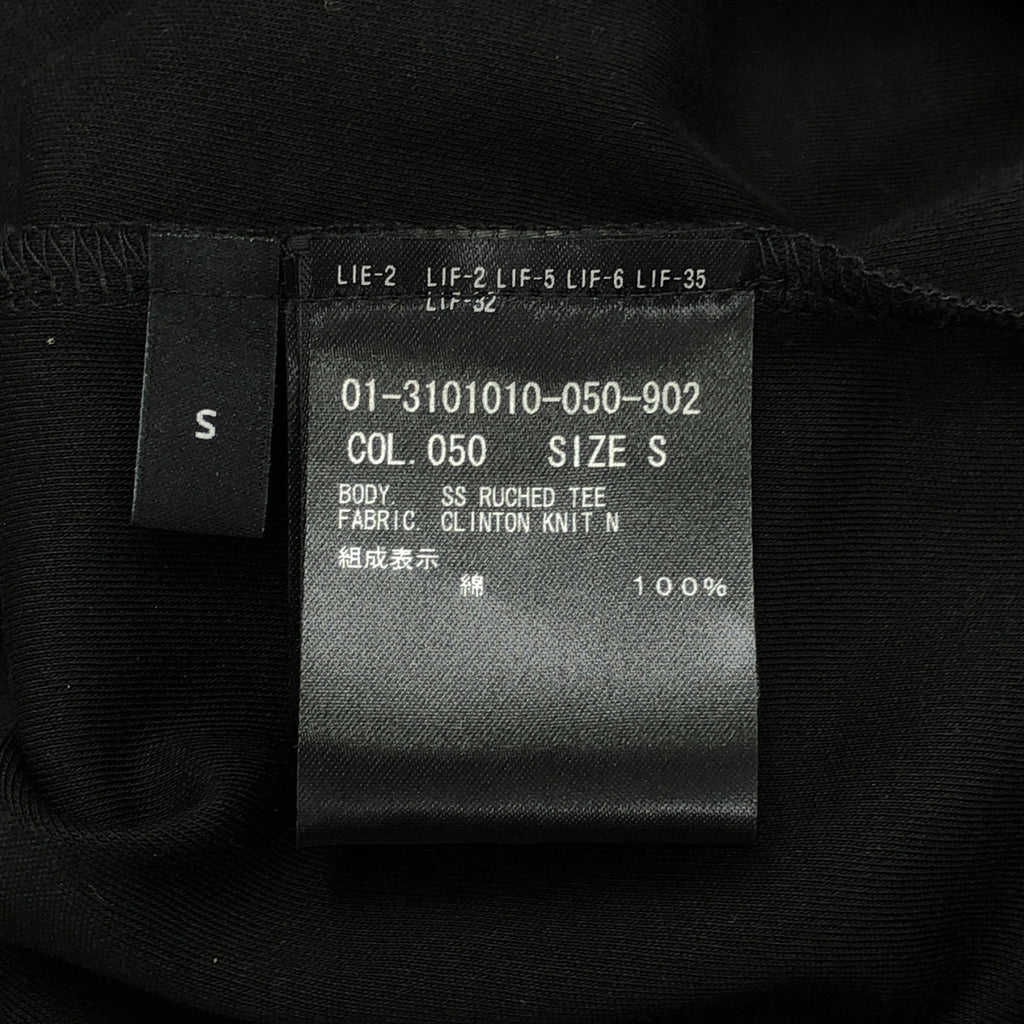 LIE-2 LIF-2 LIF-5 LIF-6 LIF-35
LIF-32
S
01-3101010-050-902
COL. 050 SIZE S
BODY. SS RUCHED TEE
FABRIC CLINTON KNIT N
組成表示
綿 100%